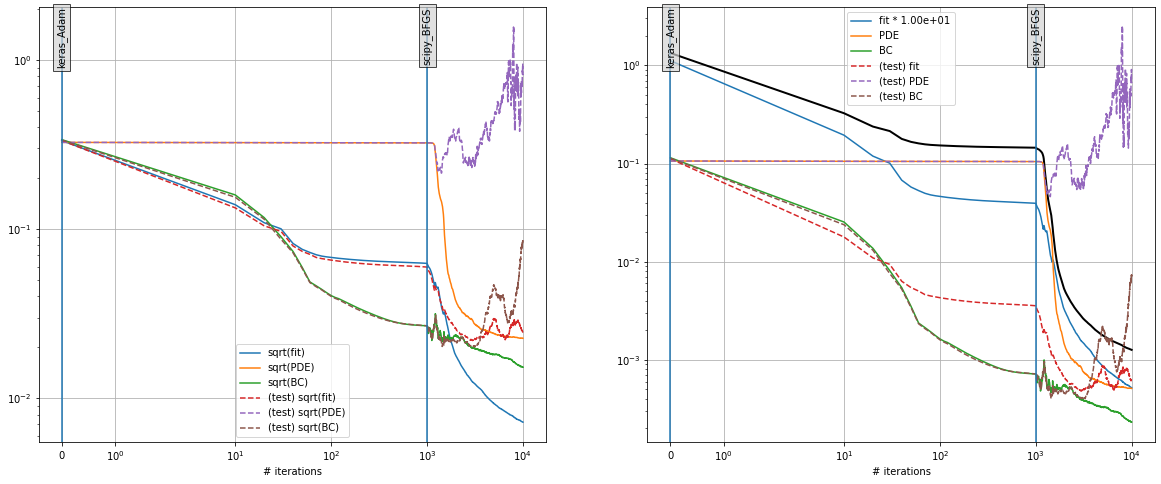 keras_Adam
scipy_BFGS
10⁰
10⁻¹
10⁻²
sqrt(fit)
sqrt(PDE)
sqrt(BC)
(test) sqrt(fit)
(test) sqrt(PDE)
(test) sqrt(BC)
0
10⁰
10¹
10²
10³
10⁴
# iterations
keras_Adam
scipy_BFGS
fit * 1.00e+01
PDE
BC
(test) fit
(test) PDE
(test) BC
10⁰
10⁻¹
10⁻²
10⁻³
0
10⁰
10¹
10²
10³
10⁴
# iterations